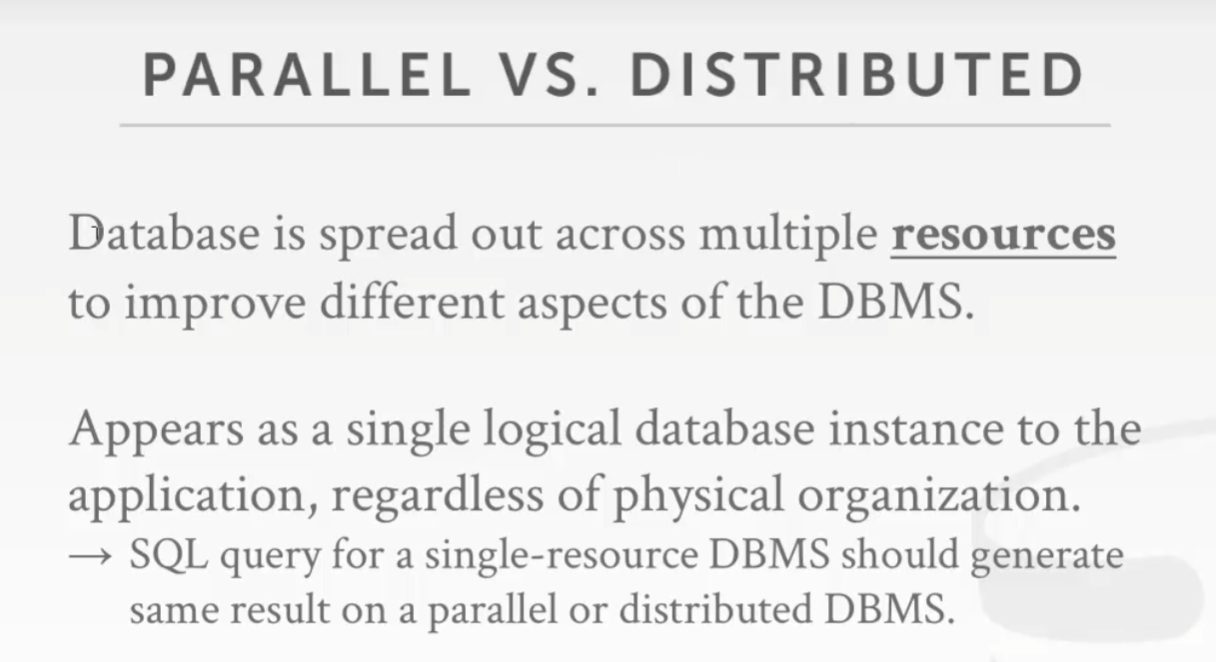 PARALLEL VS. DISTRIBUTED
Database is spread out across multiple resources
to improve different aspects of the DBMS.
Appears as a single logical database instance to the
application, regardless of physical organization.
→ SQL query for a single-resource DBMS should generate
same result on a parallel or distributed DBMS.